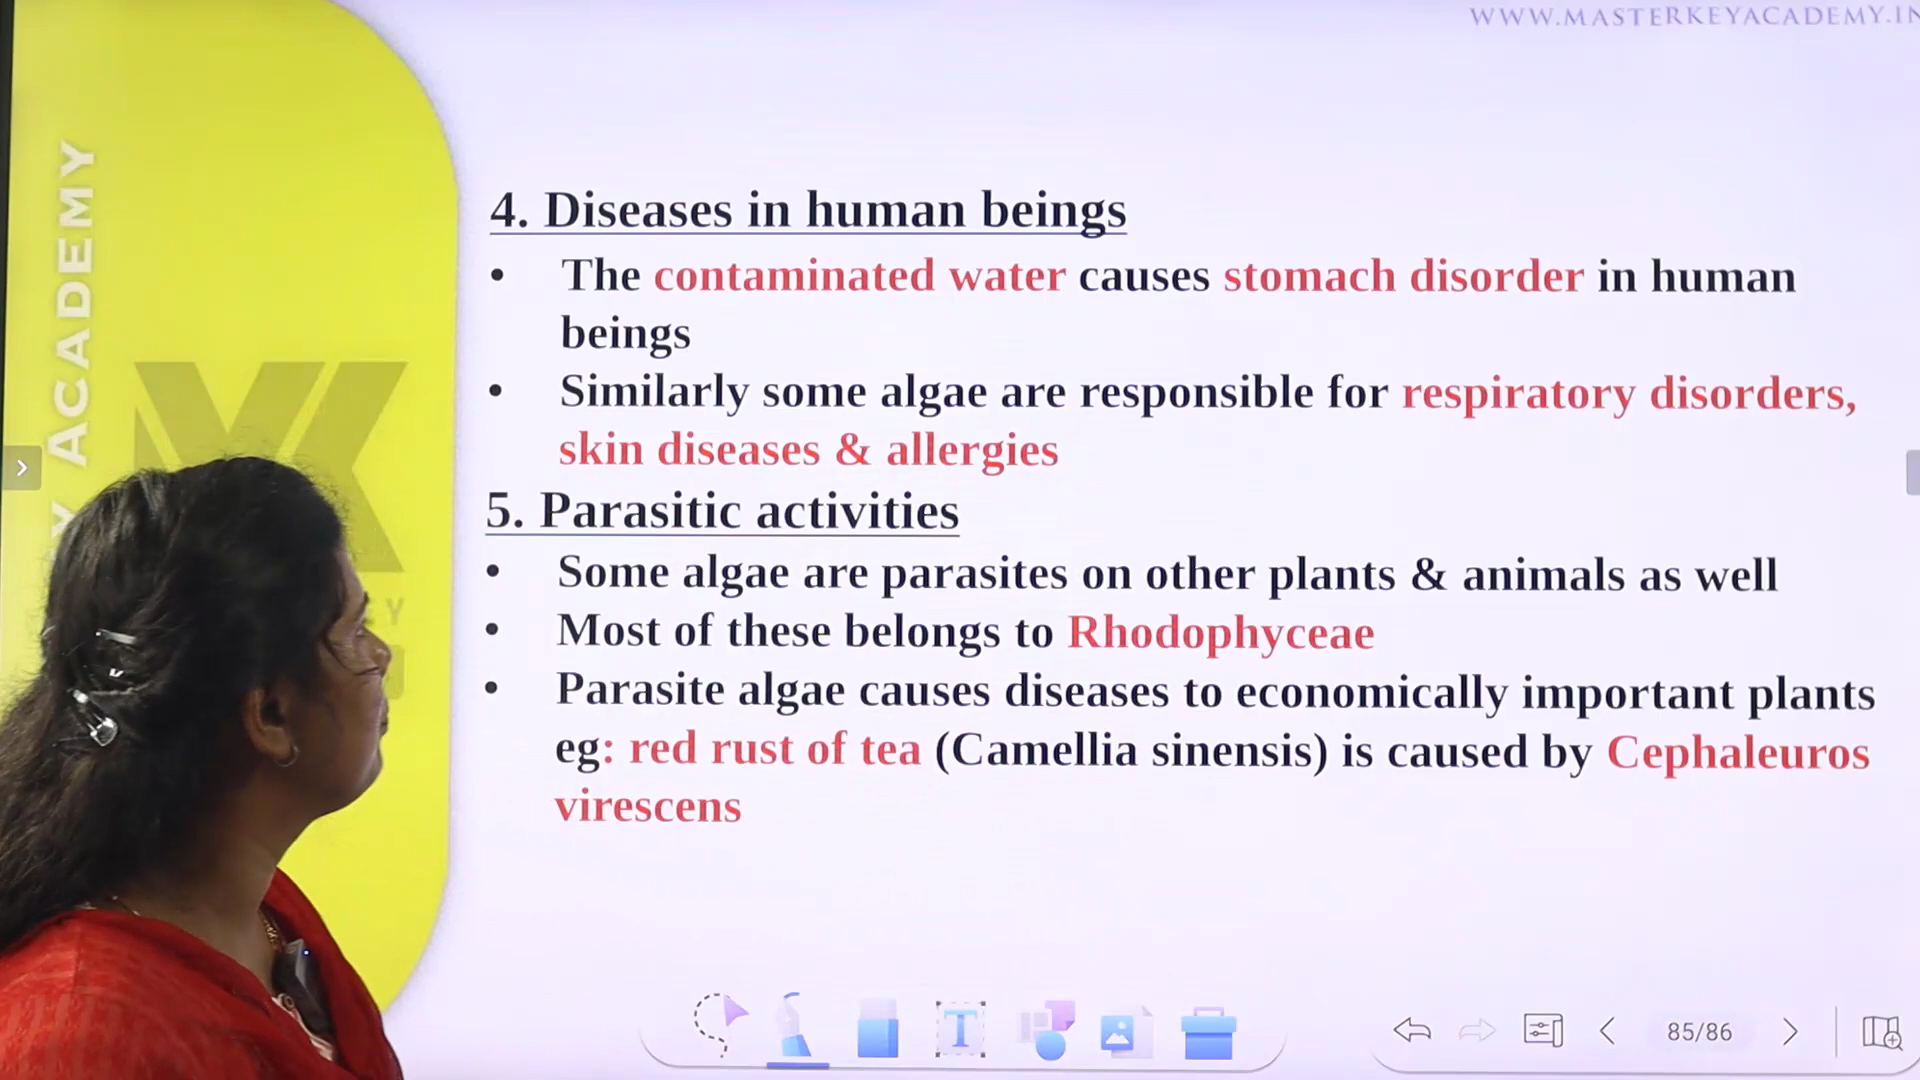 WWW.MASTERKEYACADEMY.IN
Y ACADEMY
4. Diseases in human beings
• The contaminated water causes stomach disorder in human
beings
• Similarly some algae are responsible for respiratory disorders,
skin diseases & allergies
5. Parasitic activities
• Some algae are parasites on other plants & animals as well
• Most of these belongs to Rhodophyceae
• Parasite algae causes diseases to economically important plants
eg: red rust of tea (Camellia sinensis) is caused by Cephaleuros
virescens
T
85/86